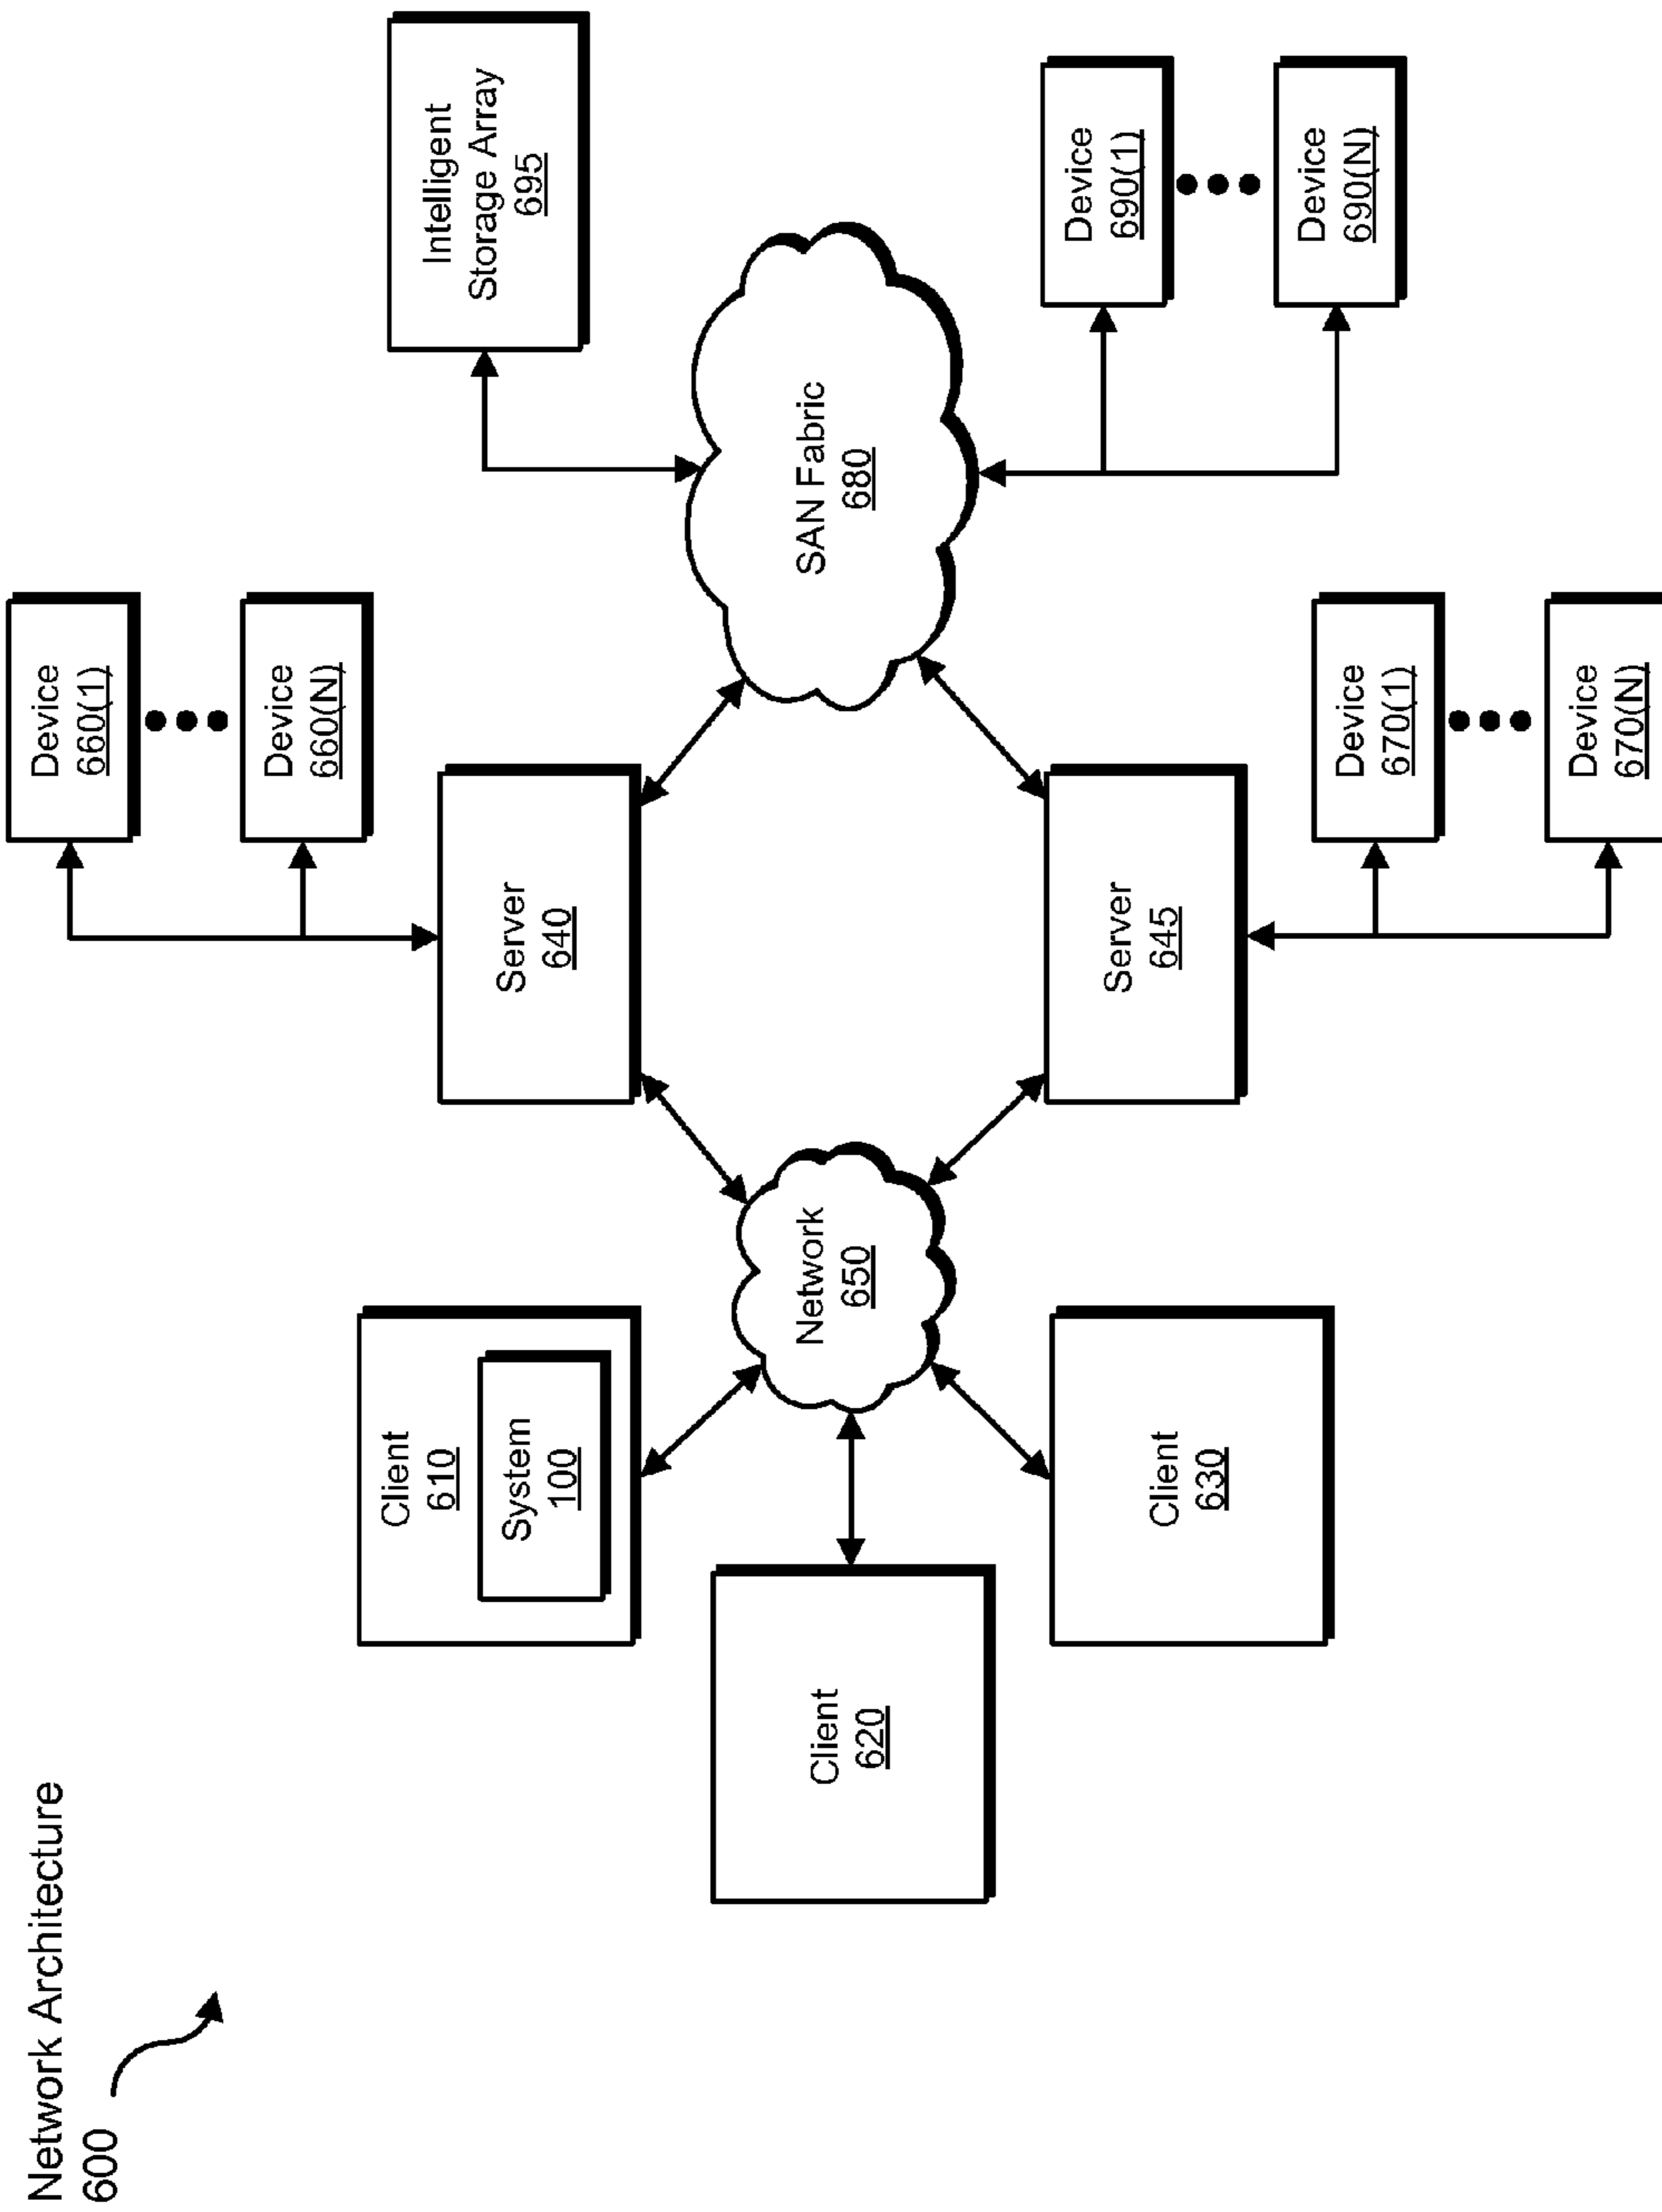 Network Architecture
600
Client
610
System
100
Client
620
Client
630
Network
650
Server
640
Server
645
Device
660(1)
Device
660(N)
Device
670(1)
Device
670(N)
SAN Fabric
680
Intelligent
Storage Array
695
Device
690(1)
Device
690(N)